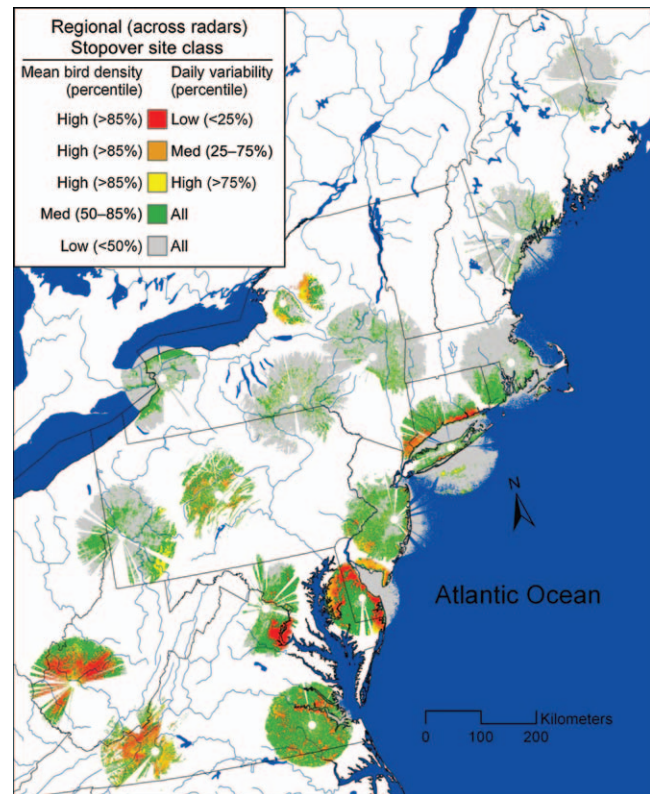 Regional (across radars)
Stopover site class
Mean bird density (percentile) Daily variability (percentile)
High (>85%) Low (<25%)
High (>85%) Med (25–75%)
High (>85%) High (>75%)
Med (50–85%) All
Low (<50%) All
N
Atlantic Ocean
Kilometers
0 100 200